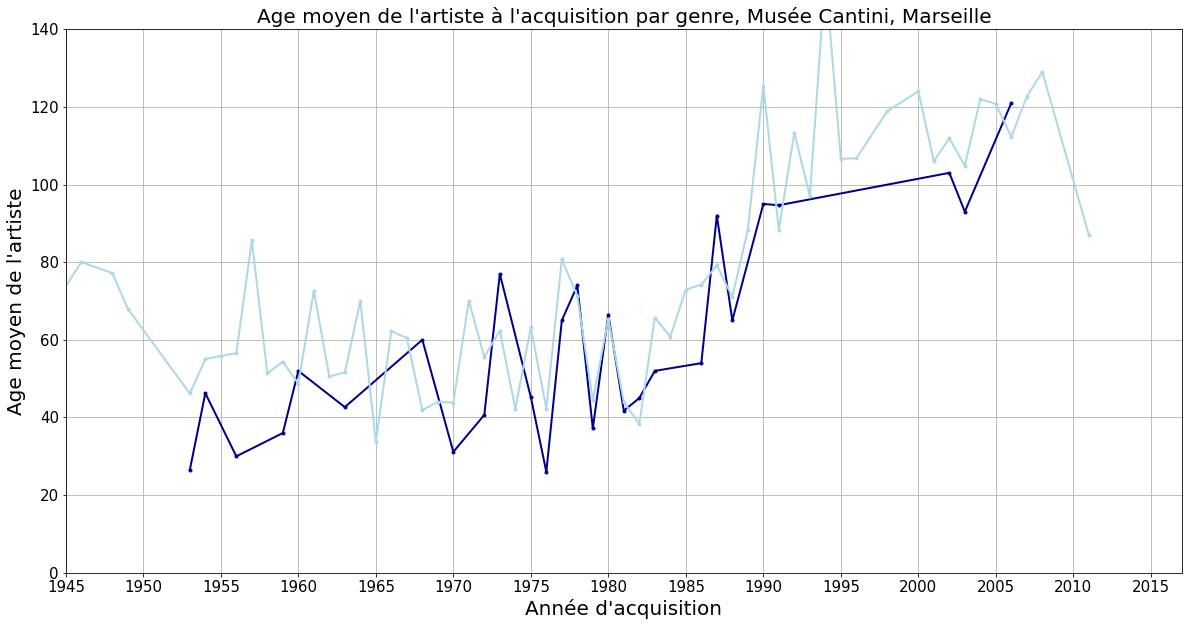 Age moyen de l'artiste à l'acquisition par genre, Musée Cantini, Marseille
Age moyen de l'artiste
140
120
100
80
60
40
20
0
1945 1950 1955 1960 1965 1970 1975 1980 1985 1990 1995 2000 2005 2010 2015
Année d'acquisition